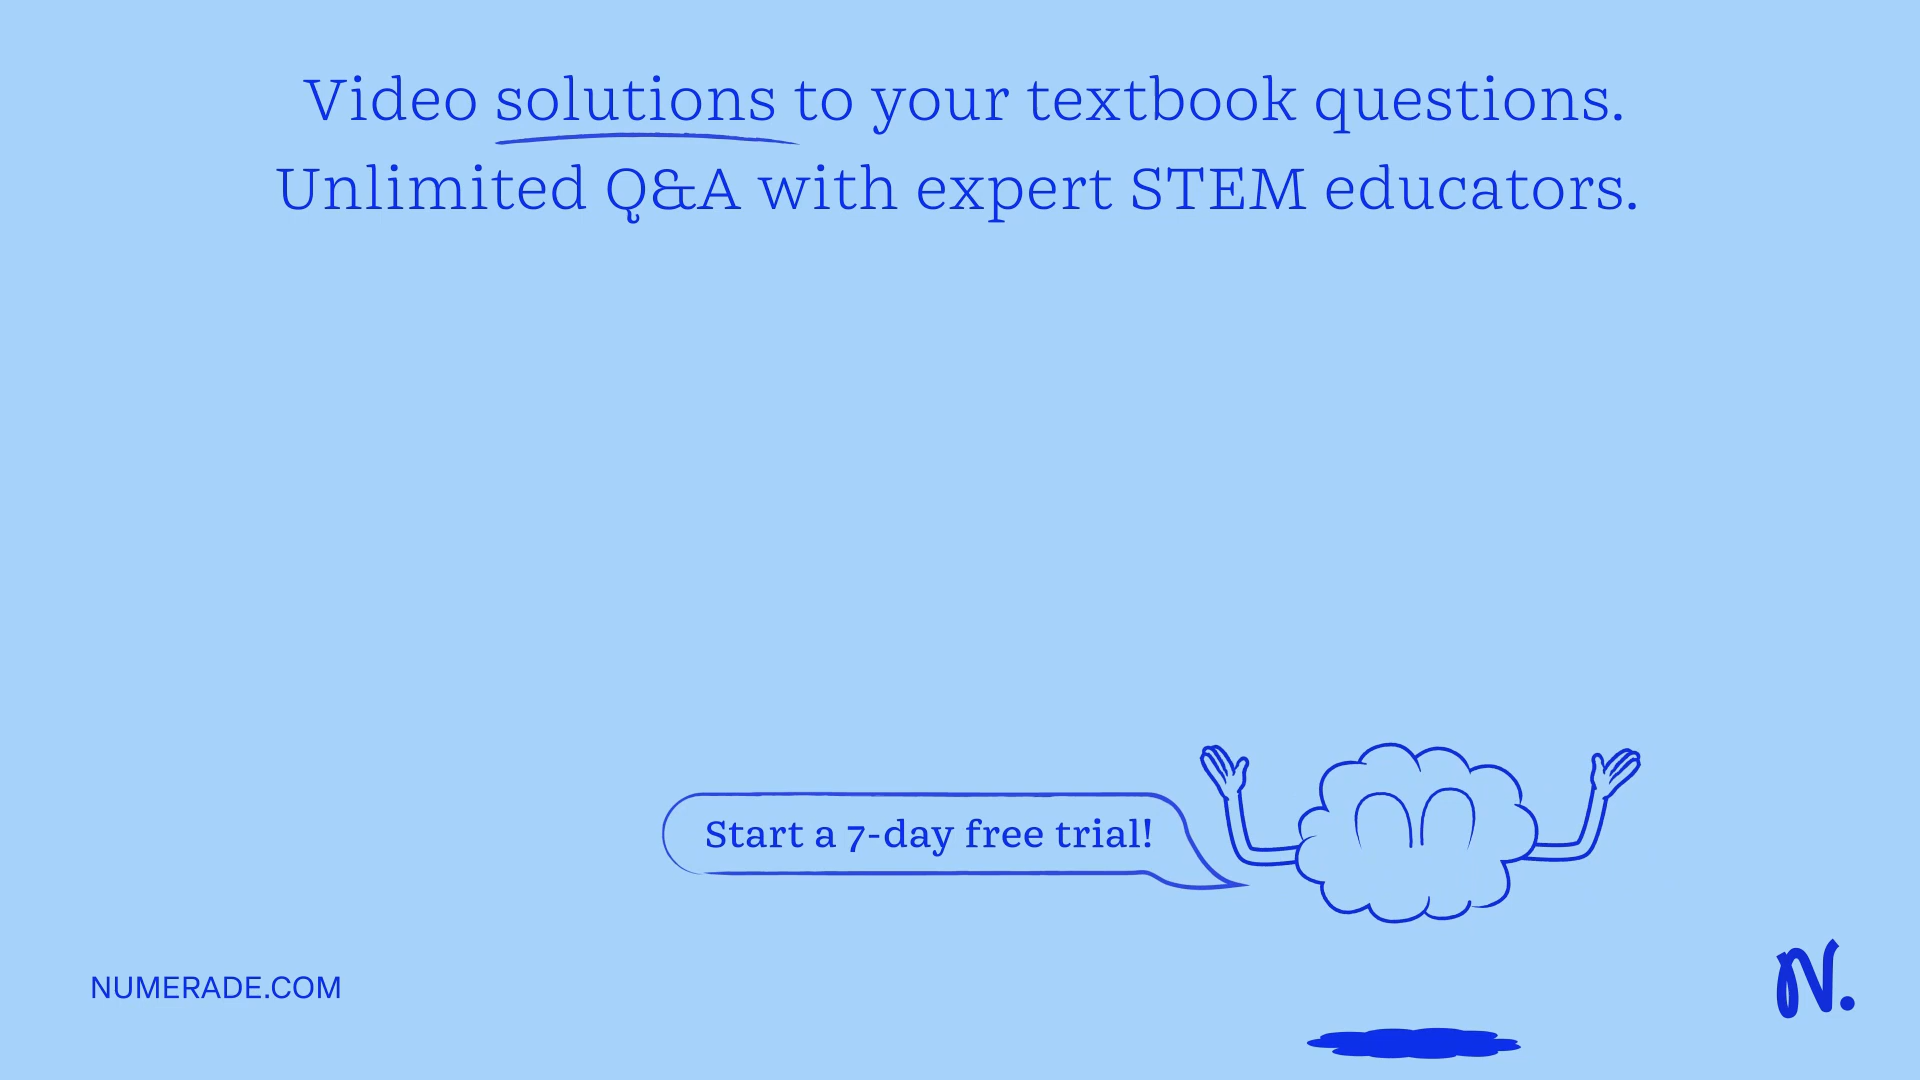 Video solutions to your textbook questions.
Unlimited Q&A with expert STEM educators.
Start a 7-day free trial!
NUMERADE.COM
N.